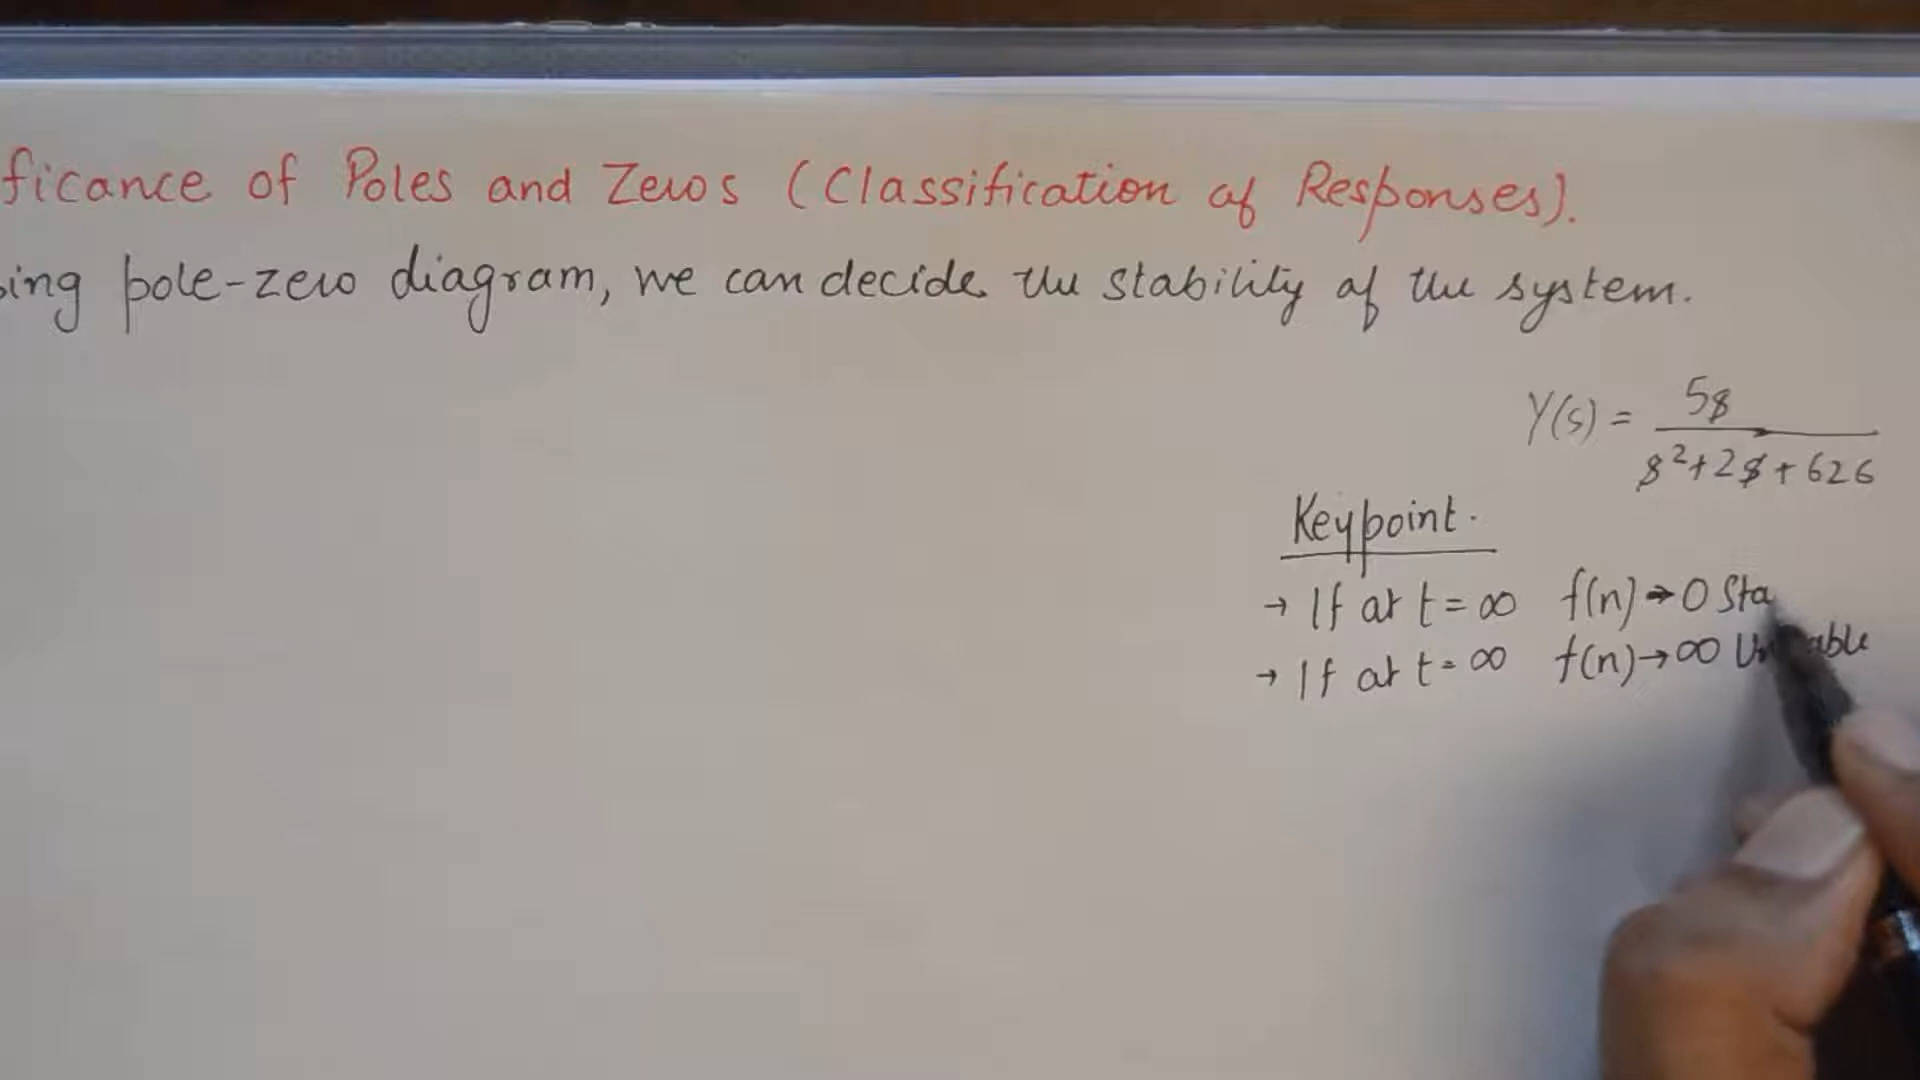 ficance of Poles and Zeros (Classification of Responses).
ing pole-zero diagram, we can decide the stability of the system.
Y(s) = 5s / s²+2s+626
Keypoint.
→ If at t = ∞ f(n) → 0 Sta
→ If at t = ∞ f(n) → ∞